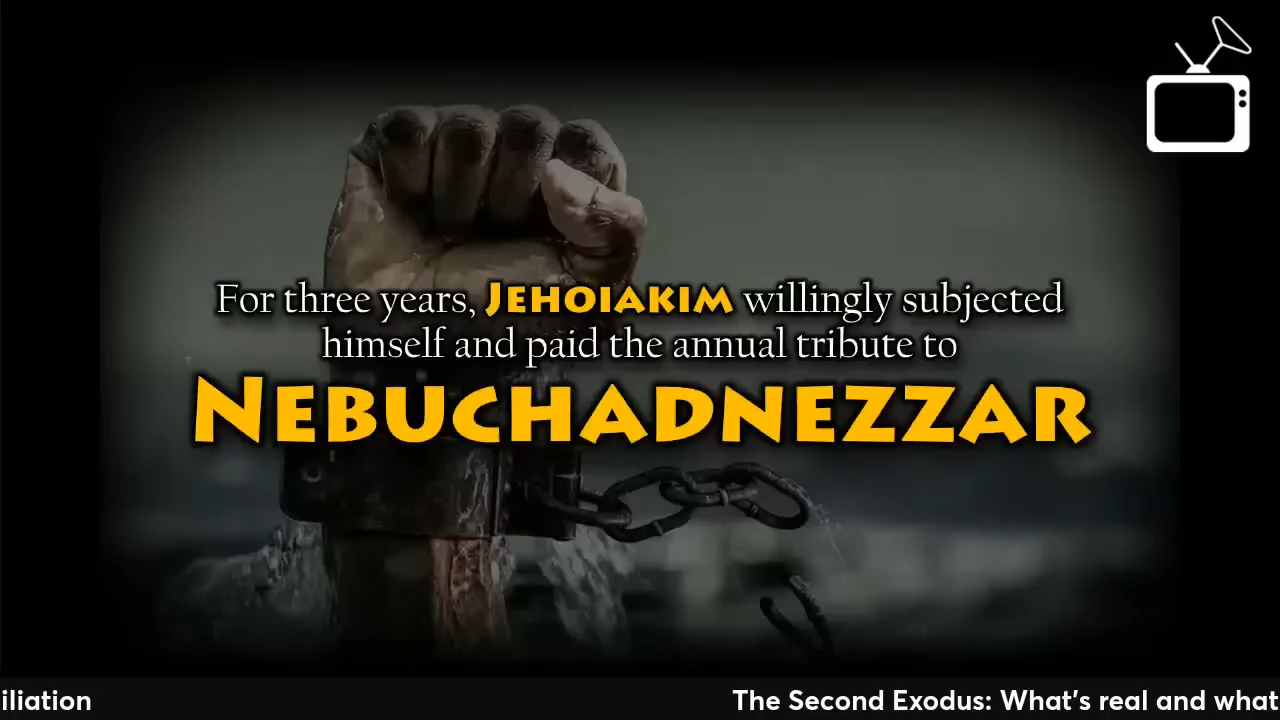 For three years, JEHOIAKIM willingly subjected
himself and paid the annual tribute to
NEBUCHADNEZZAR
iliation
The Second Exodus: What's real and what